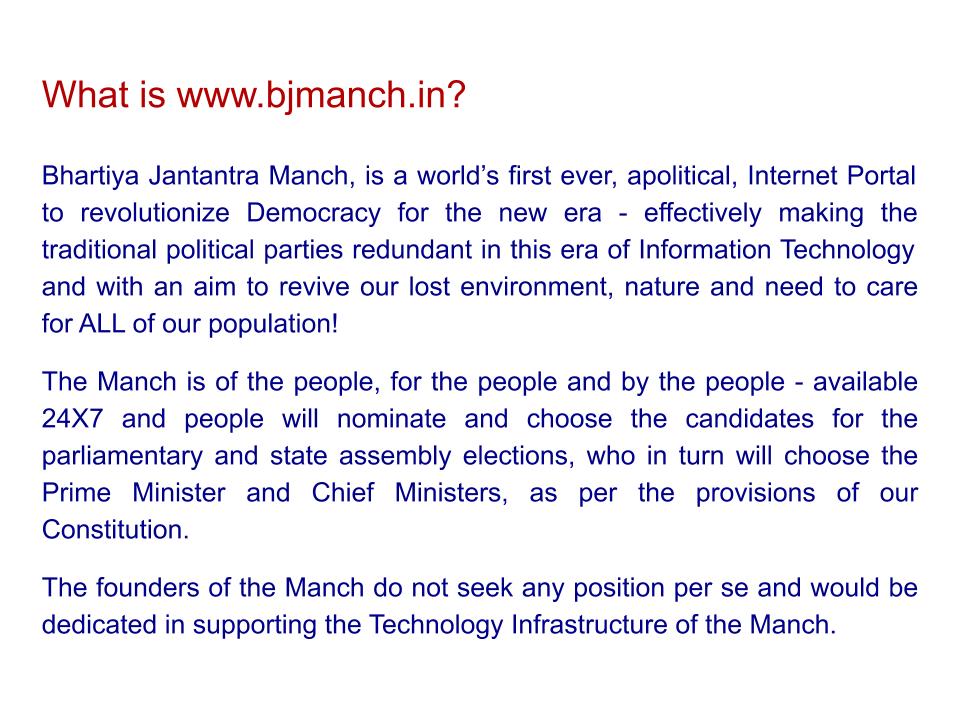 What is www.bjmanch.in?
Bhartiya Jantantra Manch, is a world’s first ever, apolitical, Internet Portal
to revolutionize Democracy for the new era - effectively making the
traditional political parties redundant in this era of Information Technology
and with an aim to revive our lost environment, nature and need to care
for ALL of our population!
The Manch is of the people, for the people and by the people - available
24X7 and people will nominate and choose the candidates for the
parliamentary and state assembly elections, who in turn will choose the
Prime Minister and Chief Ministers, as per the provisions of our
Constitution.
The founders of the Manch do not seek any position per se and would be
dedicated in supporting the Technology Infrastructure of the Manch.